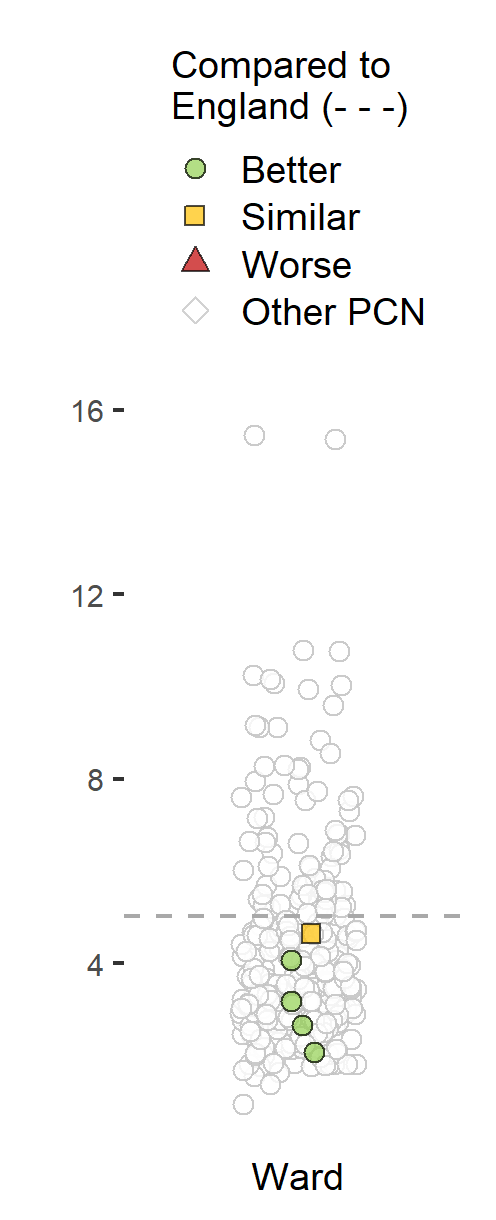 Compared to
England (- - -)
Better
Similar
Worse
Other PCN
16
12
8
4
Ward